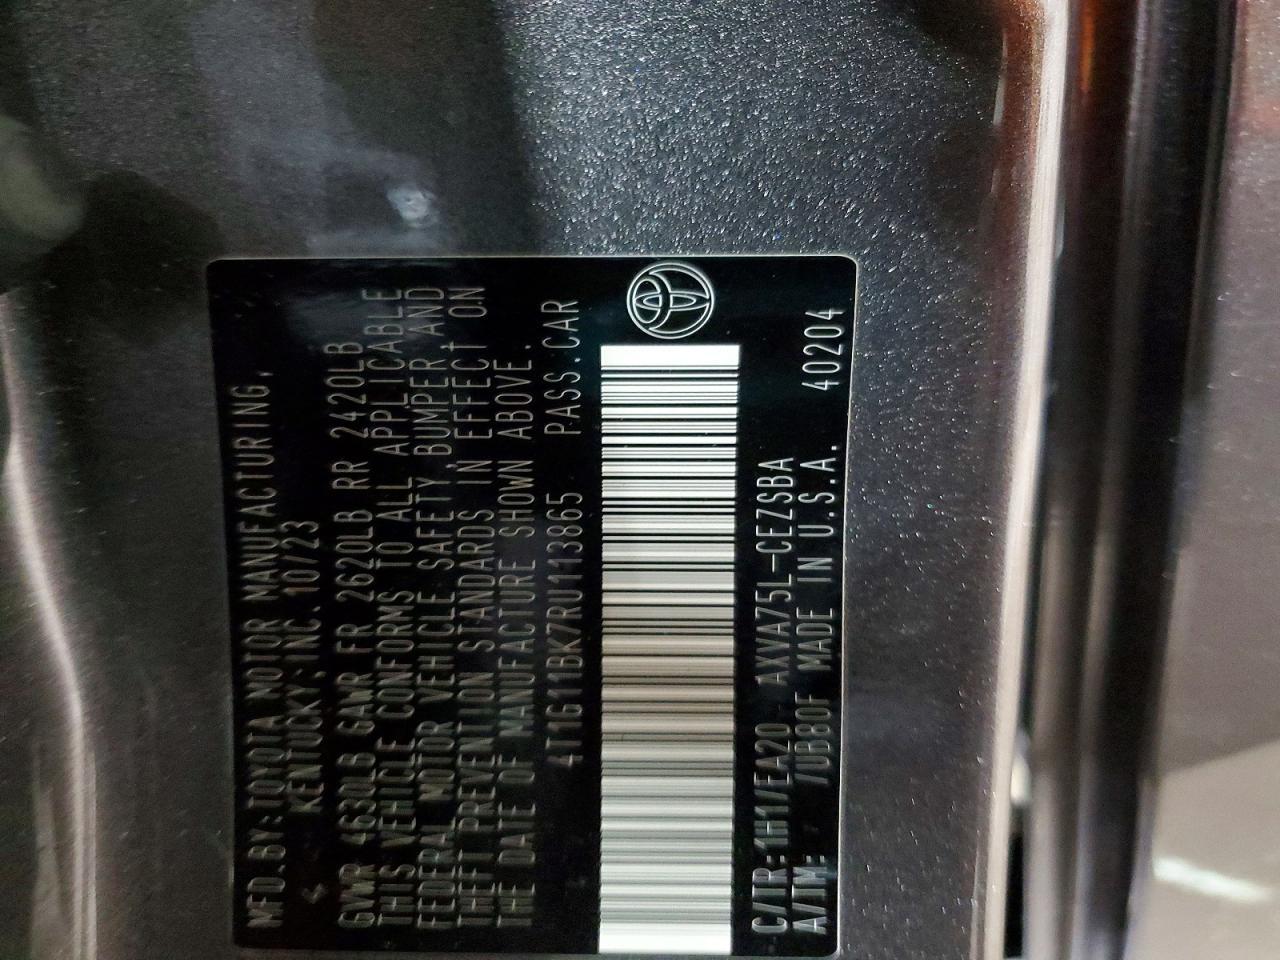 MFD.BY:TOYOTA MOTOR MANUFACTURING,
KENTUCKY:INC.10/23
GVWR 4630LB GAWR FR 2620LB RR 2420LB
THIS VEHICLE CONFORMS TO ALL APPLICABLE
FEDERAL MOTOR VEHICLE SAFETY,BUMPER,AND
THEFT PREVENTION STANDARDS IN EFFECT ON
THE DATE OF MANUFACTURE SHOWN ABOVE.
4T1G11BK7RU113865 PASS.CAR
C/TR:1H1/EA20 AXVA75L-CEZSBA
A/TM: /UB80F MADE IN U.S.A. 40204